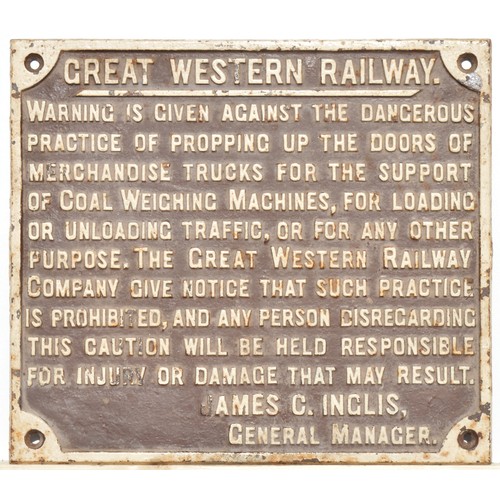 GREAT WESTERN RAILWAY.
WARNING IS GIVEN AGAINST THE DANGEROUS
PRACTICE OF PROPPING UP THE DOORS OF
MERCHANDISE TRUCKS FOR THE SUPPORT
OF COAL WEIGHING MACHINES, FOR LOADING
OR UNLOADING TRAFFIC, OR FOR ANY OTHER
PURPOSE. THE GREAT WESTERN RAILWAY
COMPANY GIVE NOTICE THAT SUCH PRACTICE
IS PROHIBITED, AND ANY PERSON DISREGARDING
THIS CAUTION WILL BE HELD RESPONSIBLE
FOR INJURY OR DAMAGE THAT MAY RESULT.
JAMES C. INGLIS,
GENERAL MANAGER.